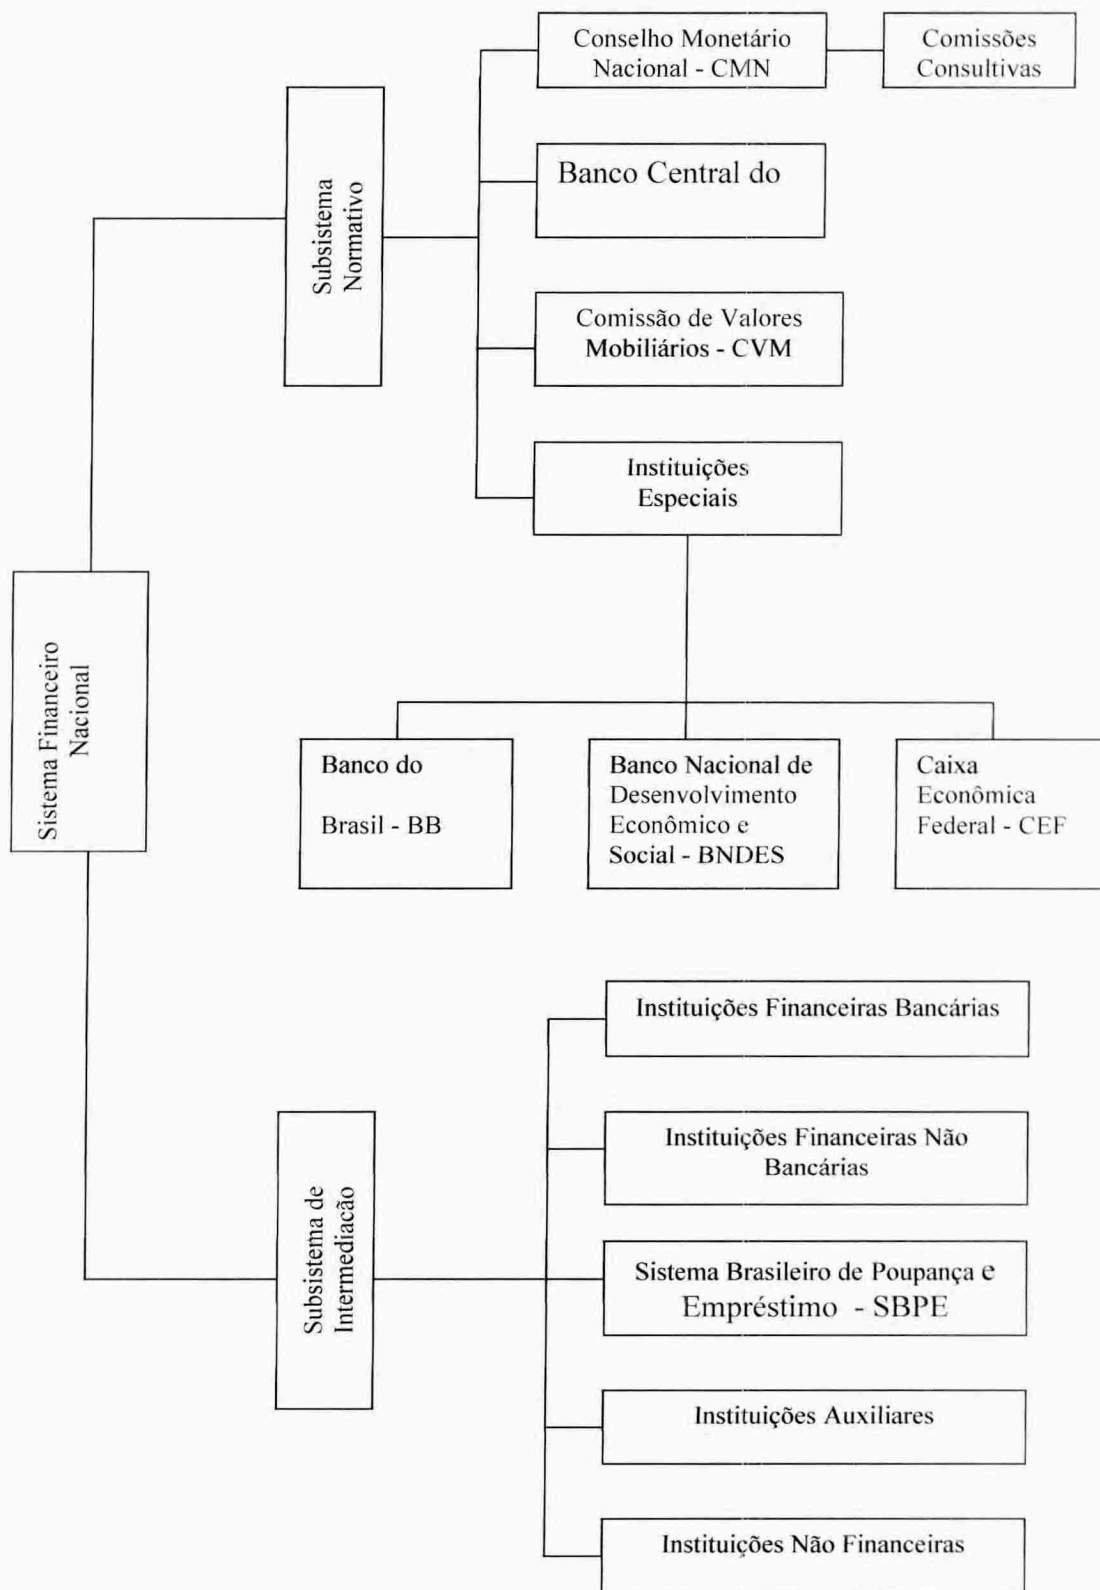 Conselho Monetário
Nacional - CMN
Comissões
Consultivas
Subsistema
Normativo
Banco Central do
Comissão de Valores
Mobiliários - CVM
Instituições
Especiais
Sistema Financeiro
Nacional
Banco do
Brasil - BB
Banco Nacional de
Desenvolvimento
Econômico e
Social - BNDES
Caixa
Econômica
Federal - CEF
Instituições Financeiras Bancárias
Instituições Financeiras Não
Bancárias
Subsistema de
Intermediacão
Sistema Brasileiro de Poupança e
Empréstimo - SBPE
Instituições Auxiliares
Instituições Não Financeiras